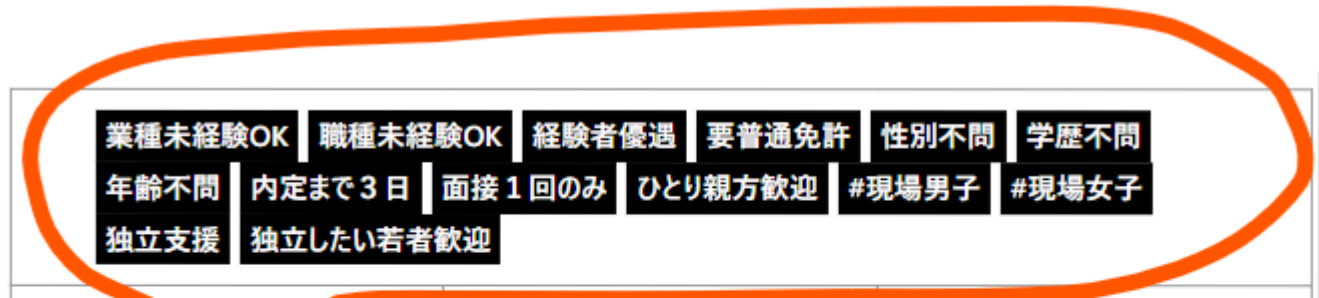 業種未経験OK 職種未経験OK 経験者優遇 要普通免許 性別不問 学歴不問
年齢不問 内定まで3日 面接1回のみ ひとり親方歓迎 #現場男子 #現場女子
独立支援 独立したい若者歓迎